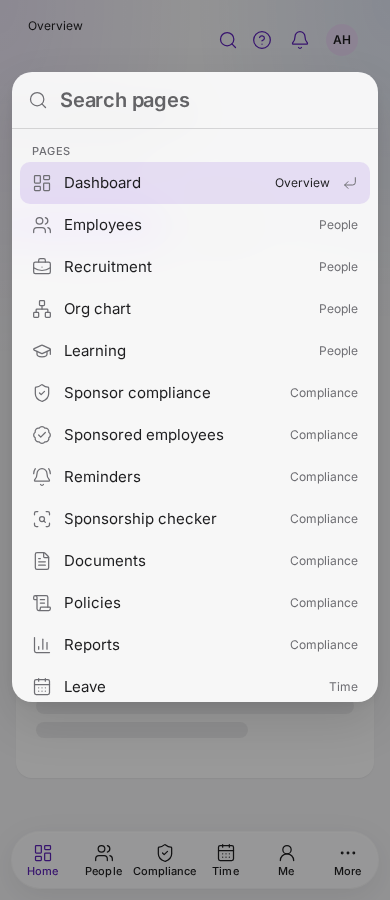 Overview
AH
Search pages
PAGES
Dashboard Overview
Employees People
Recruitment People
Org chart People
Learning People
Sponsor compliance Compliance
Sponsored employees Compliance
Reminders Compliance
Sponsorship checker Compliance
Documents Compliance
Policies Compliance
Reports Compliance
Leave Time
Home People Compliance Time Me More